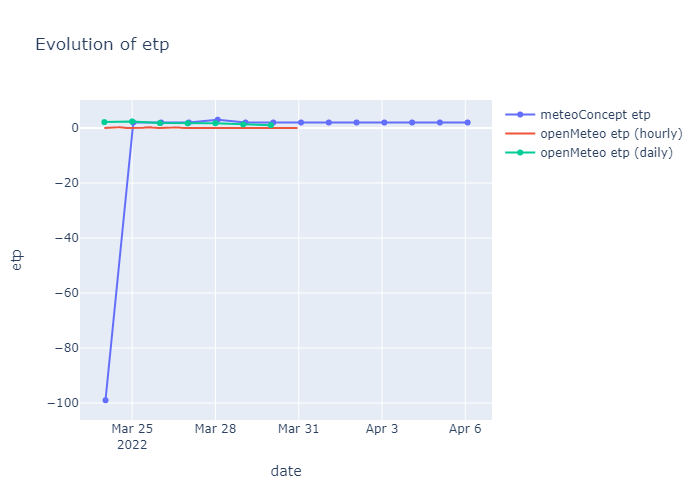 Evolution of etp
meteoConcept etp
openMeteo etp (hourly)
openMeteo etp (daily)
0
−20
−40
−60
−80
−100
etp
Mar 25
2022
Mar 28
Mar 31
Apr 3
Apr 6
date